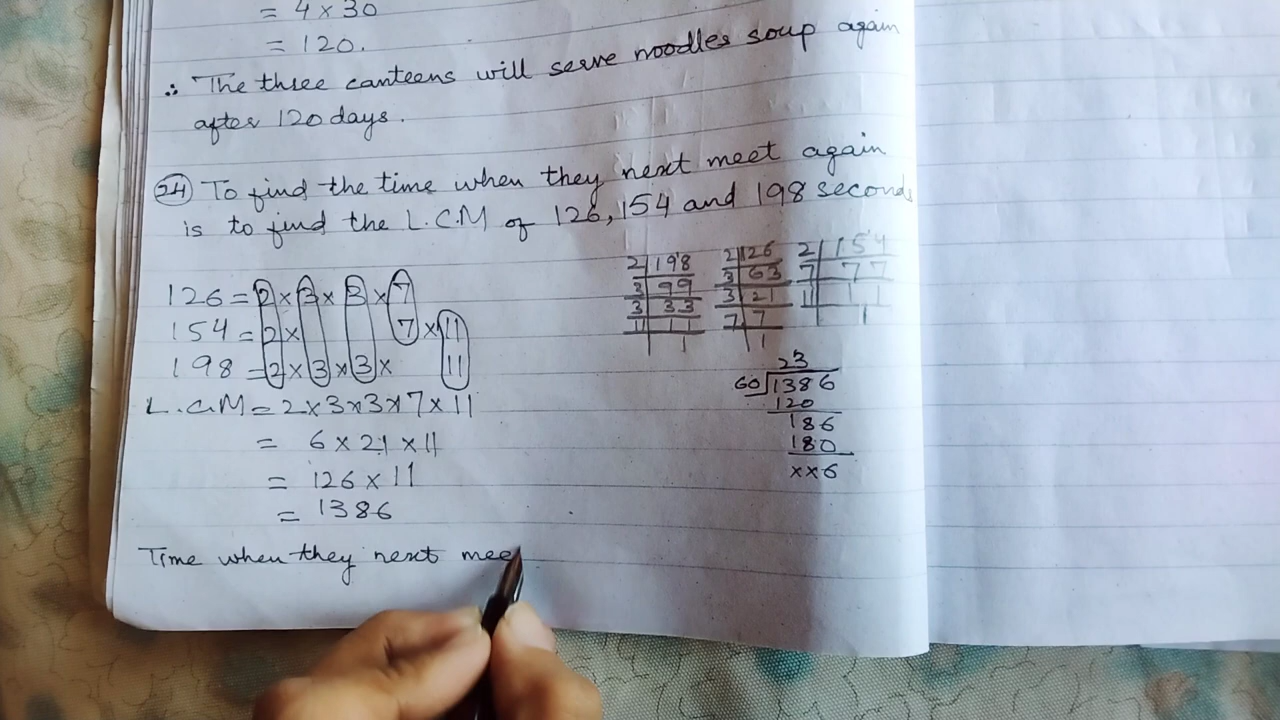 = 4 x 30
= 120.
∴ The three canteens will serve noodles soup again
after 120 days.
24 To find the time when they next meet again
is to find the L.C.M of 126, 154 and 198 seconds
126 = 2 x 3 x 3 x 7
154 = 2 x 7 x 11
198 = 2 x 3 x 3 x 11
L.C.M = 2 x 3 x 3 x 7 x 11
= 6 x 21 x 11
= 126 x 11
= 1386
Time when they next mee
2 198
3 99
3 33
11 11
1
2 126
3 63
3 21
7 7
1
2 154
7 77
11 11
1
23
60 1386
120
186
180
xx6